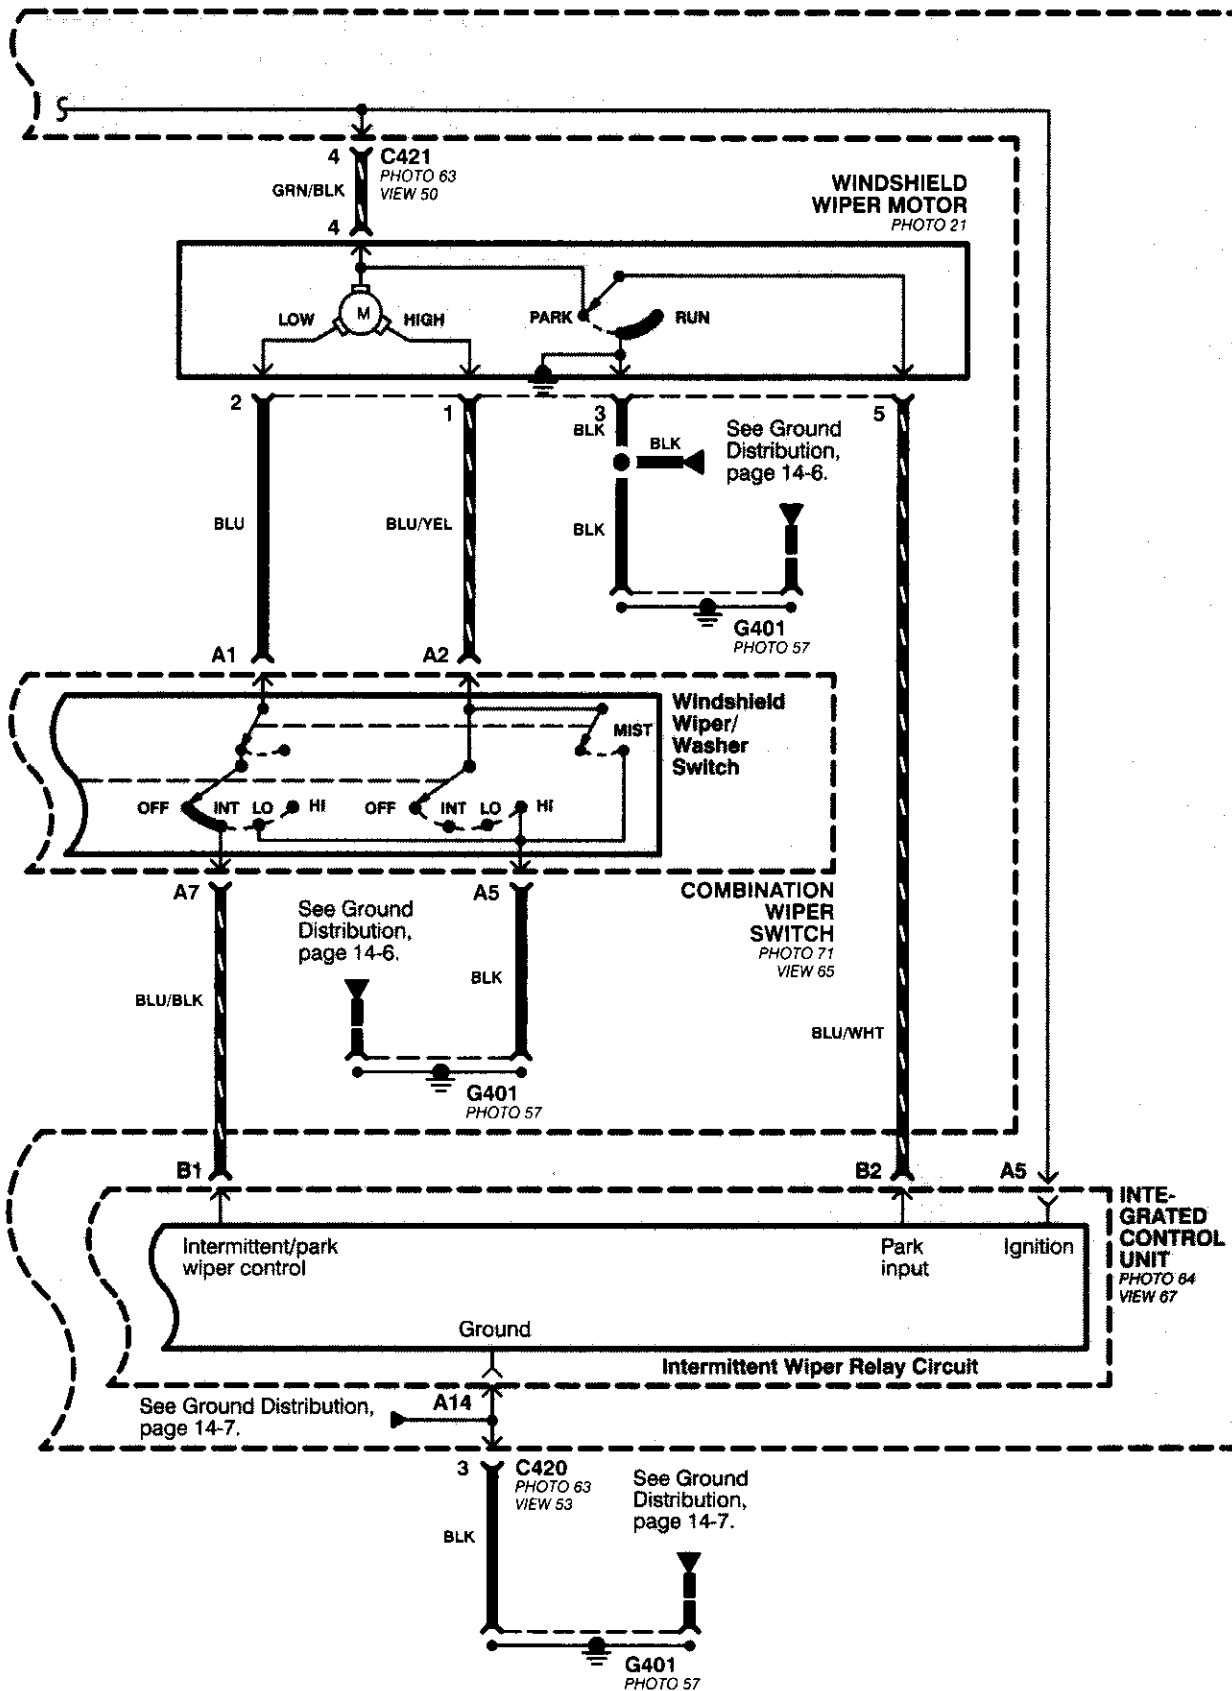 4 C421
PHOTO 63
VIEW 50
GRN/BLK
4
WINDSHIELD
WIPER MOTOR
PHOTO 21
M
LOW
HIGH
PARK
RUN
2
1
3
5
BLK
BLK
See Ground
Distribution,
page 14-6.
BLU
BLU/YEL
BLK
G401
PHOTO 57
A1
A2
Windshield
Wiper/
Washer
Switch
MIST
OFF INT LO HI
OFF INT LO HI
A7
A5
COMBINATION
WIPER
SWITCH
PHOTO 71
VIEW 65
See Ground
Distribution,
page 14-6.
BLK
BLU/BLK
BLU/WHT
G401
PHOTO 57
B1
B2
A5
INTE-
GRATED
CONTROL
UNIT
PHOTO 64
VIEW 67
Intermittent/park
wiper control
Park
input
Ignition
Ground
Intermittent Wiper Relay Circuit
See Ground Distribution,
page 14-7.
A14
3 C420
PHOTO 63
VIEW 53
See Ground
Distribution,
page 14-7.
BLK
G401
PHOTO 57